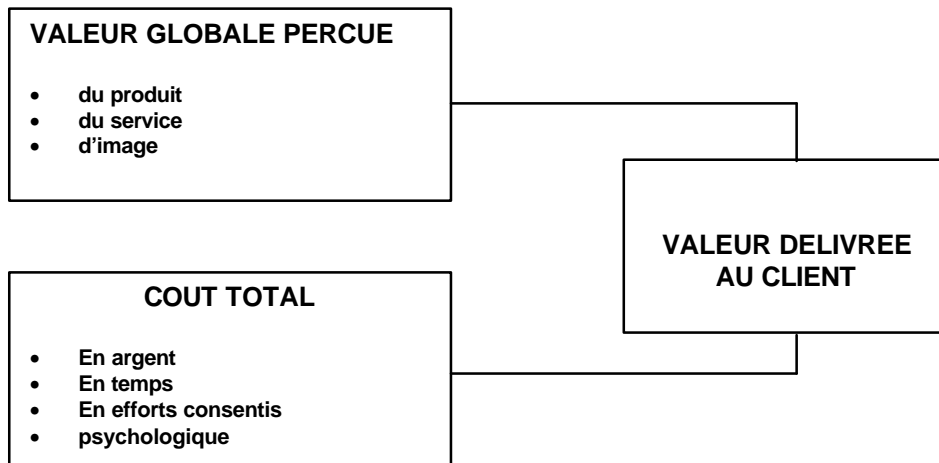 VALEUR GLOBALE PERCUE
• du produit
• du service
• d'image
VALEUR DELIVREE
AU CLIENT
COUT TOTAL
• En argent
• En temps
• En efforts consentis
• psychologique